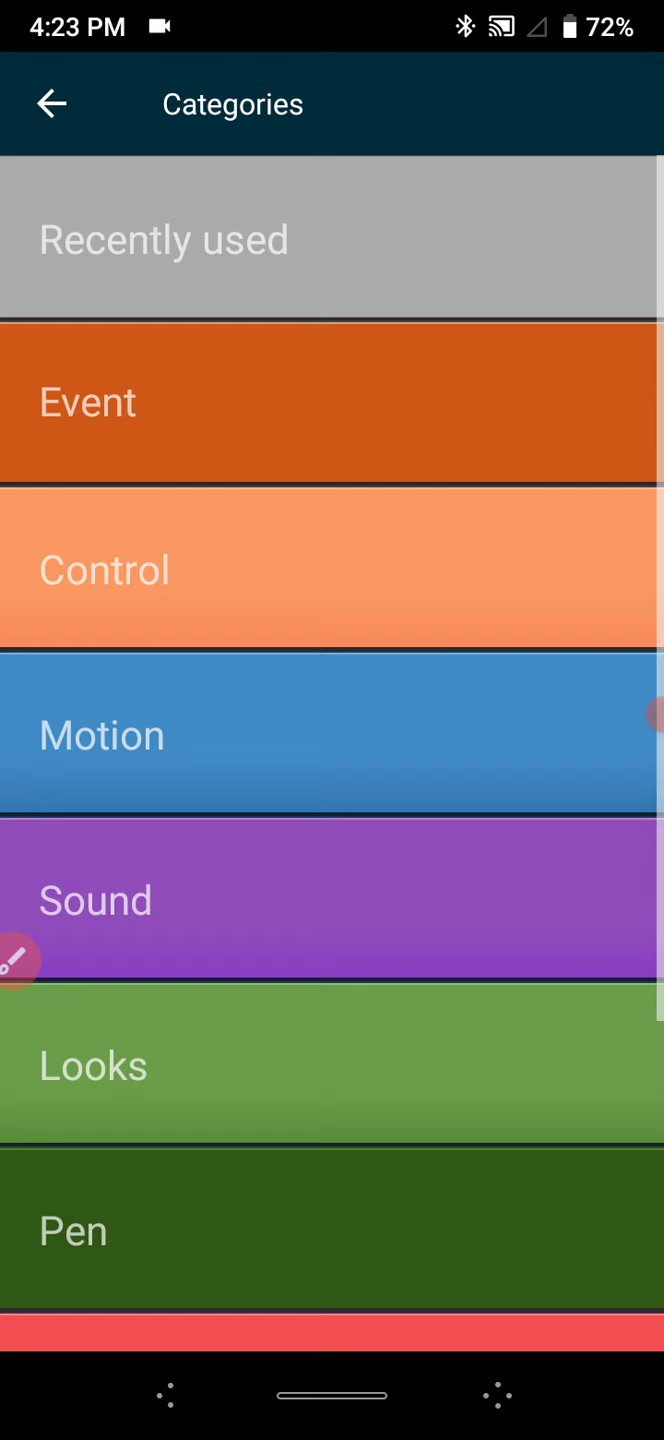 4:23 PM 72%
Categories
Recently used
Event
Control
Motion
Sound
Looks
Pen